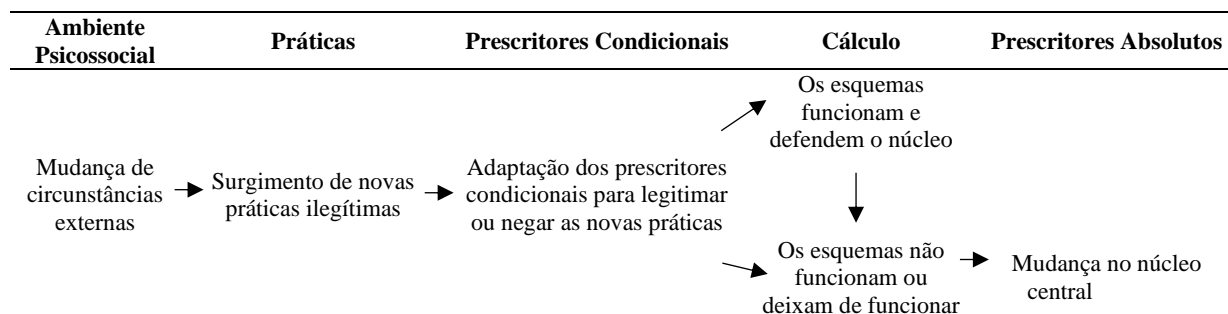 Ambiente
Psicossocial
Práticas
Prescritores Condicionais
Cálculo
Prescritores Absolutos
Mudança de
circunstâncias
externas
Surgimento de novas
práticas ilegítimas
Adaptação dos prescritores
condicionais para legitimar
ou negar as novas práticas
Os esquemas
funcionam e
defendem o núcleo
Os esquemas não
funcionam ou
deixam de funcionar
Mudança no núcleo
central